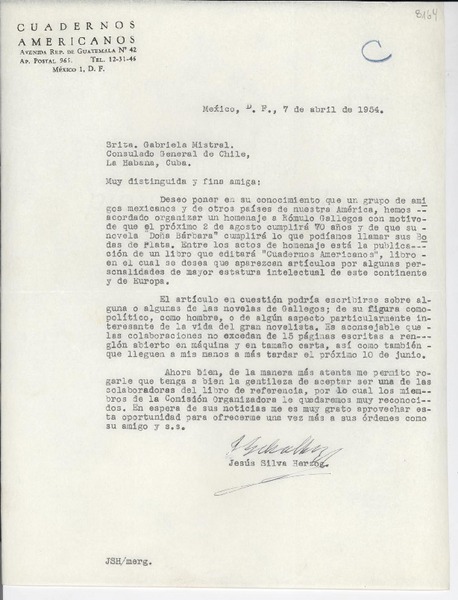 8164
C
CUADERNOS
AMERICANOS
AVENIDA REP. DE GUATEMALA Nº 42
AP. POSTAL 961. TEL. 12-31-46
MÉXICO 1, D. F.
Mexico, D. F., 7 de abril de 1954.
Srita. Gabriela Mistral.
Consulado General de Chile,
La Habana, Cuba.
Muy distinguida y fina amiga:
Deseo poner en su conocimiento que un grupo de ami
gos mexicanos y de otros países de nuestra América, hemos --
acordado organizar un homenaje a Rómulo Gallegos con motivo-
de que el próximo 2 de agosto cumplirá 70 años y de que su -
novela "Doña Bárbara" cumplirá lo que podíamos llamar sus Bo
das de Plata. Entre los actos de homenaje está la publica---
ción de un libro que editará "Cuadernos Americanos", libro -
en el cual se desea que aparezcan artículos por algunas per-
sonalidades de mayor estatura intelectual de este continente
y de Europa.
El artículo en cuestión podría escribirse sobre al-
guna o algunas de las novelas de Gallegos; de su figura como-
político, como hombre, o de algún aspecto particularmente in
teresante de la vida del gran novelista. Es aconsejable que -
las colaboraciones no excedan de 15 páginas escritas a ren---
glón abierto en máquina y en tamaño carta, así como también -
que lleguen a mis manos a más tardar el próximo 10 de junio.
Ahora bien, de la manera más atenta me permito ro-
garle que tenga a bien la gentileza de aceptar ser una de las
colaboradoras del libro de referencia, por lo cual los miem--
bros de la Comisión Organizadora le quedaremos muy reconoci--
dos. En espera de sus noticias me es muy grato aprovechar es
ta oportunidad para ofrecerme una vez más a sus órdenes como
su amigo y s.s.
Jesús Silva Herzog.
JSH/merg.